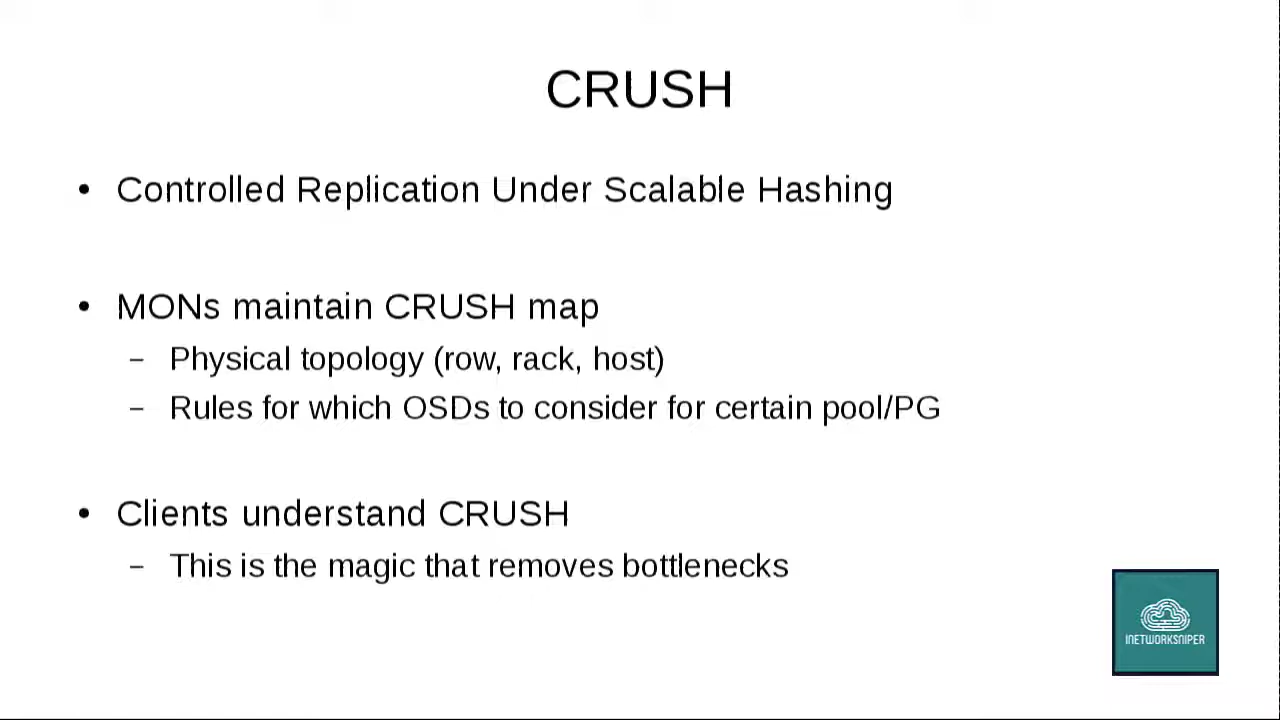 CRUSH
• Controlled Replication Under Scalable Hashing
• MONs maintain CRUSH map
– Physical topology (row, rack, host)
– Rules for which OSDs to consider for certain pool/PG
• Clients understand CRUSH
– This is the magic that removes bottlenecks
INETWORKSNIPER